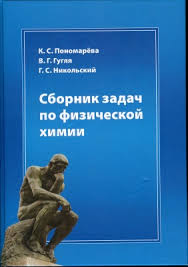 К. С. Пономарёва
В. Г. Гугля
Г. С. Никольский
Сборник задач
по физической
химии